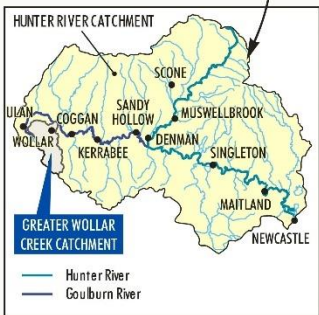 HUNTER RIVER CATCHMENT
SCONE
SANDY
HOLLOW
MUSWELLBROOK
ULAN
COGGAN
WOLLAR
KERRABEE
DENMAN
SINGLETON
MAITLAND
NEWCASTLE
GREATER WOLLAR
CREEK CATCHMENT
Hunter River
Goulburn River